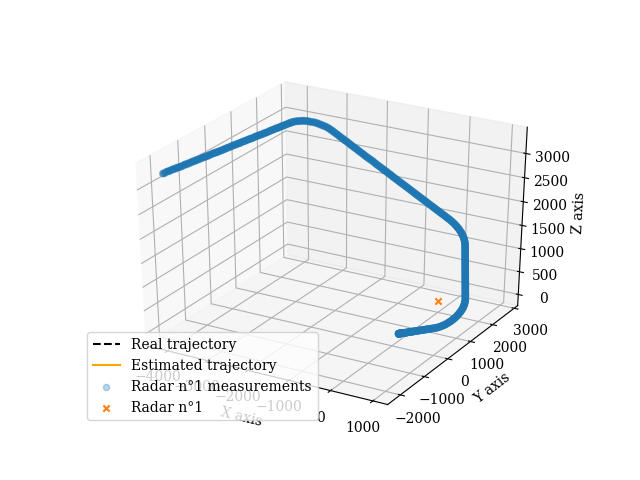 3000
2500
2000
1500
1000
500
0
Z axis
3000
2000
1000
0
−1000
−2000
Y axis
−4000
−2000
−1000
0
1000
X axis
Real trajectory
Estimated trajectory
Radar n°1 measurements
Radar n°1